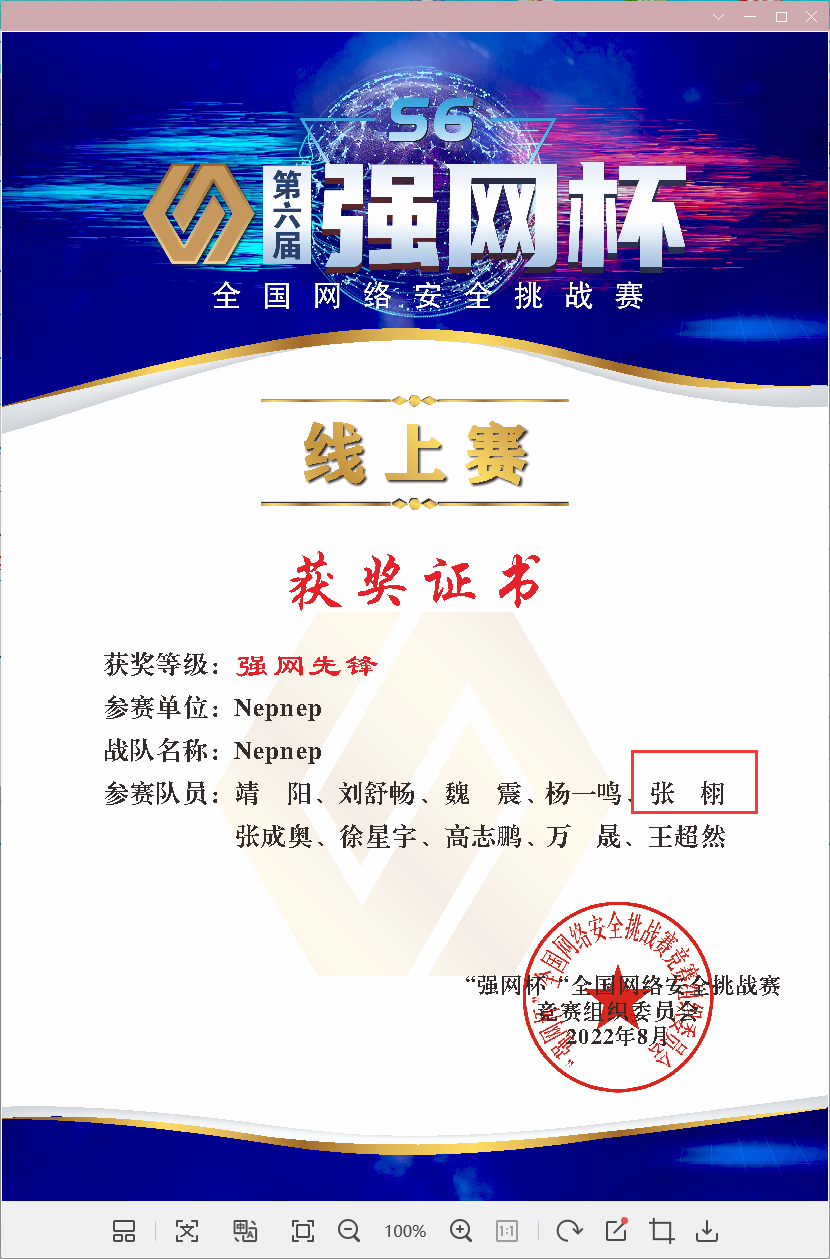 S6
第六届
强网杯
全国网络安全挑战赛
线上赛
获奖证书
获奖等级：强网先锋
参赛单位：Nepnep
战队名称：Nepnep
参赛队员：靖 阳、刘舒畅、魏 震、杨一鸣、张 栩
张成奥、徐星宇、高志鹏、万 晟、王超然
“强网杯“全国网络安全挑战赛竞赛组织委员会
“强网杯“全国网络安全挑战赛
竞赛组织委员会
2022年8月
100%
1:1